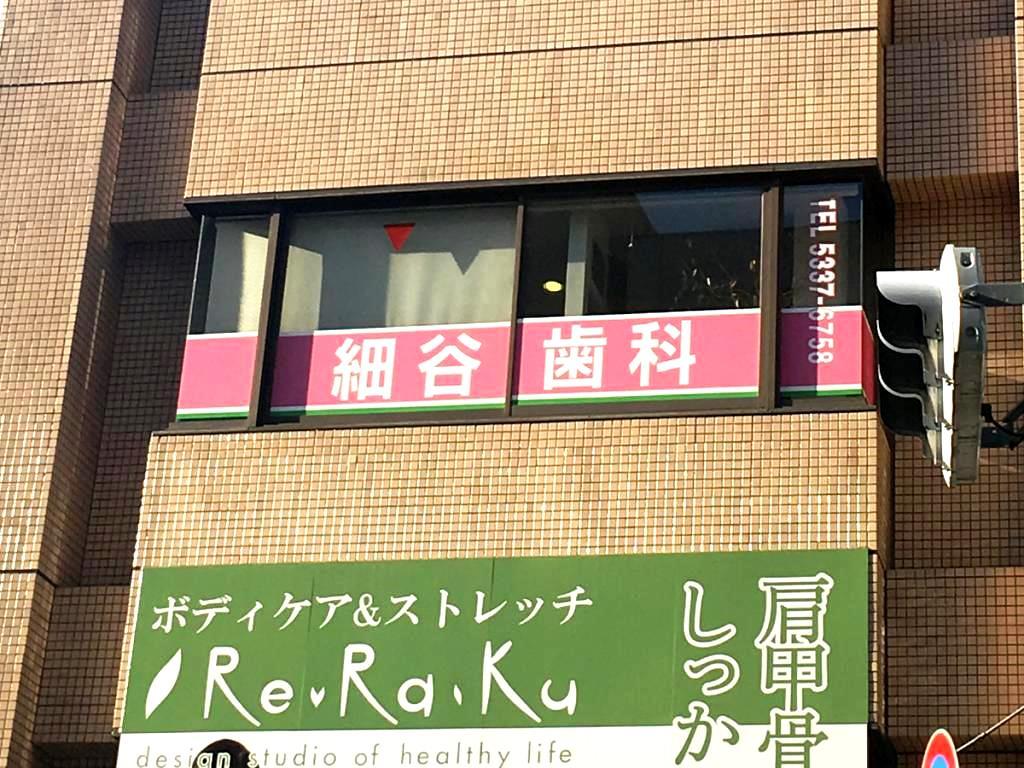 細谷歯科
TEL 5337-6758
ボディケア&ストレッチ
Re.Ra.Ku
design studio of healthy life
肩甲骨
しっか